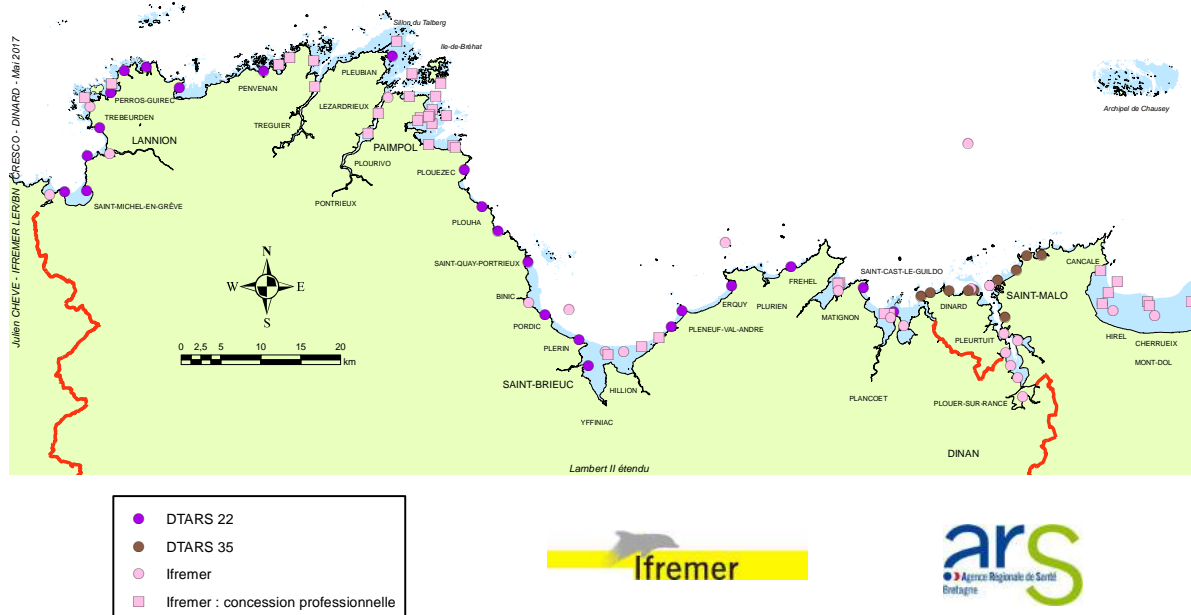 Julien CHEVE - IFREMER LER/BN - CRESCO - DINARD - Mai 2017
Sillon du Talberg
Ile-de-Bréhat
PLEUBIAN
PENVENAN
PERROS-GUIREC
LEZARDRIEUX
Archipel de Chausey
TREBEURDEN
TREGUIER
LANNION
PAIMPOL
PLOURIVO
PLOUEZEC
SAINT-MICHEL-EN-GRÊVE
PONTRIEUX
PLOUHA
N
W
E
S
SAINT-QUAY-PORTRIEUX
SAINT-CAST-LE-GUILDO
CANCALE
FREHEL
BINIC
ERQUY
PLURIEN
MATIGNON
DINARD
SAINT-MALO
PORDIC
PLENEUF-VAL-ANDRE
PLEURTUIT
HIREL
CHERRUEIX
PLERIN
MONT-DOL
0 2,5 5 10 15 20
km
SAINT-BRIEUC
HILLION
PLANCOET
PLOUER-SUR-RANCE
YFFINIAC
DINAN
Lambert II étendu
DTARS 22
DTARS 35
Ifremer
Ifremer : concession professionnelle
Ifremer
ars
Agence Régionale de Santé
Bretagne